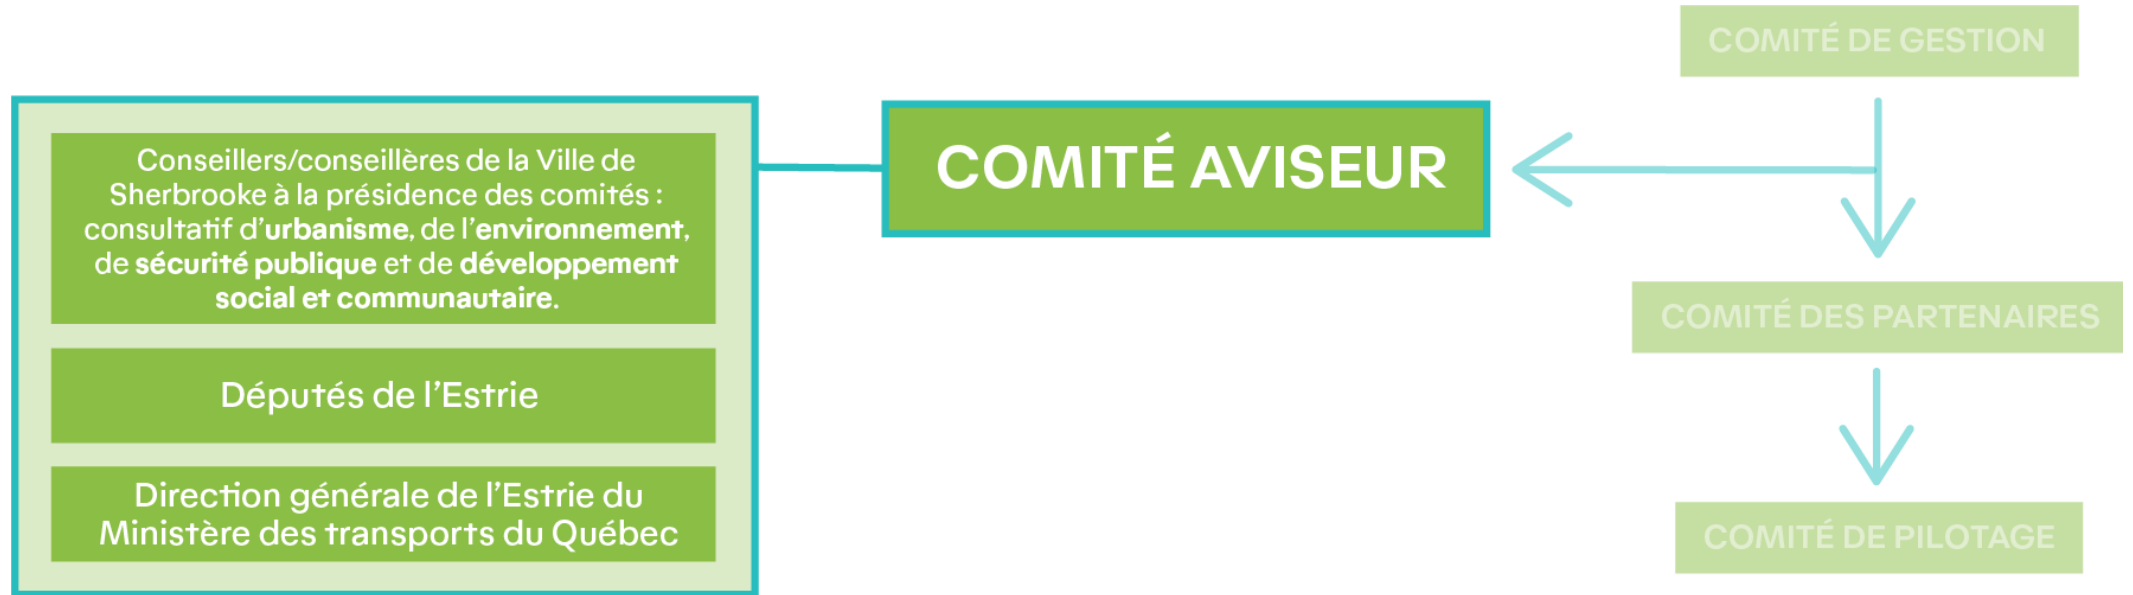 COMITÉ DE GESTION
COMITÉ AVISEUR
Conseillers/conseillères de la Ville de
Sherbrooke à la présidence des comités :
consultatif d’urbanisme, de l’environnement,
de sécurité publique et de développement
social et communautaire.
Députés de l’Estrie
Direction générale de l’Estrie du
Ministère des transports du Québec
COMITÉ DES PARTENAIRES
COMITÉ DE PILOTAGE